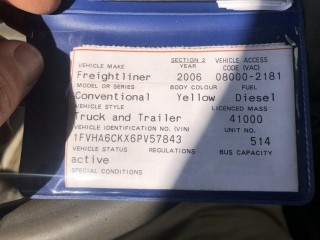 SECTION 2 VEHICLE ACCESS
VEHICLE MAKE YEAR CODE (VAC)
Freightliner 2006 08000-2181
MODEL OR SERIES BODY COLOUR FUEL
Conventional Yellow Diesel
VEHICLE STYLE LICENCED MASS
Truck and Trailer 41000
VEHICLE IDENTIFICATION NO. (VIN) UNIT NO.
1FVHA6CKX6PV57843 514
VEHICLE STATUS REGULATIONS BUS CAPACITY
active
SPECIAL CONDITIONS